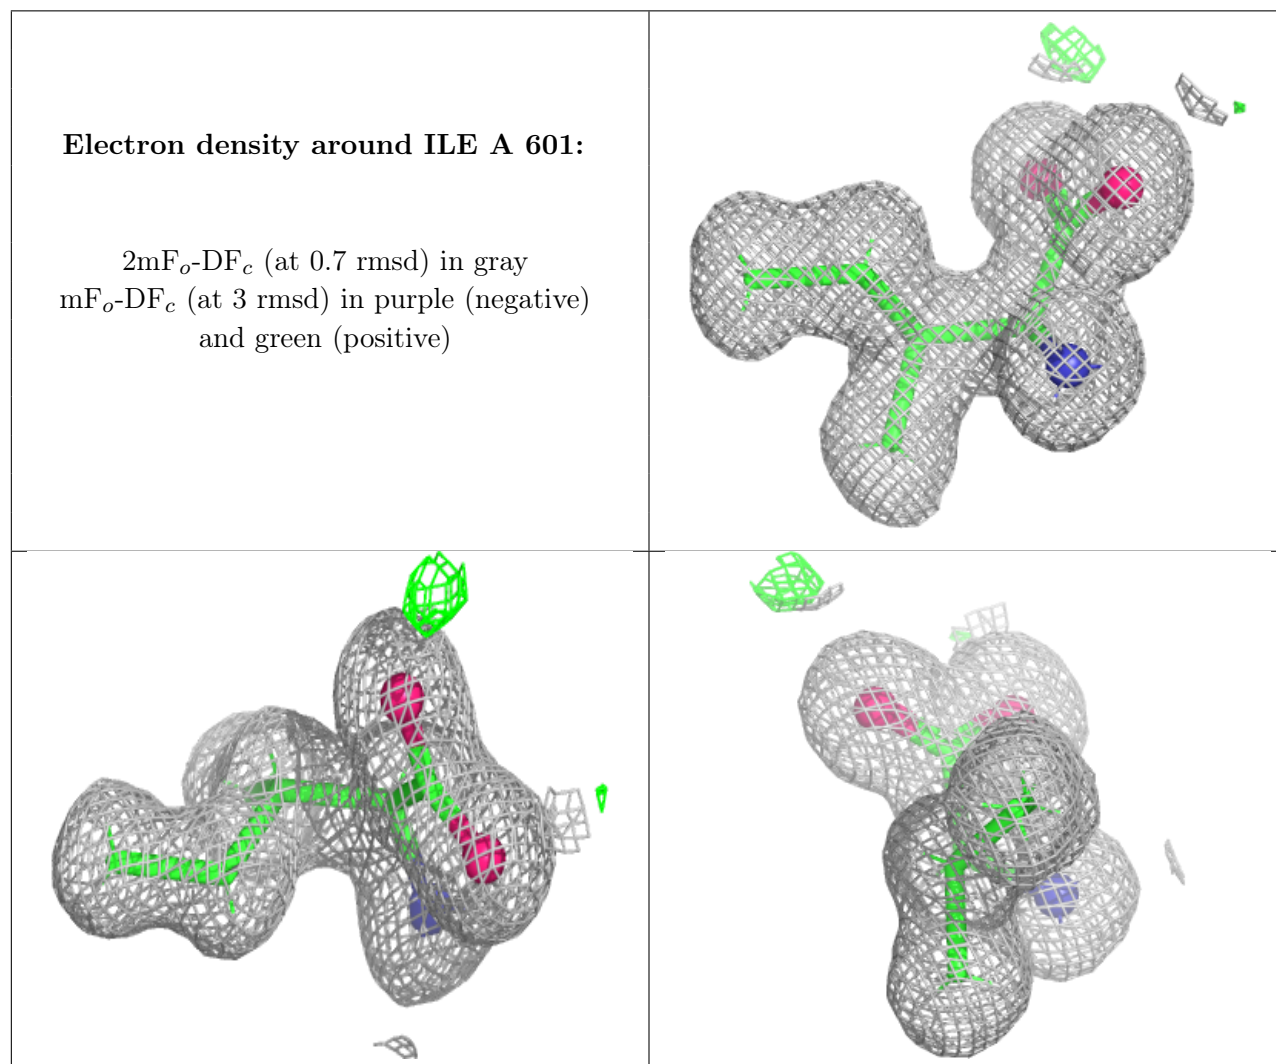 Electron density around ILE A 601:
2mFₒ-DF𝒸 (at 0.7 rmsd) in gray
mFₒ-DF𝒸 (at 3 rmsd) in purple (negative)
and green (positive)